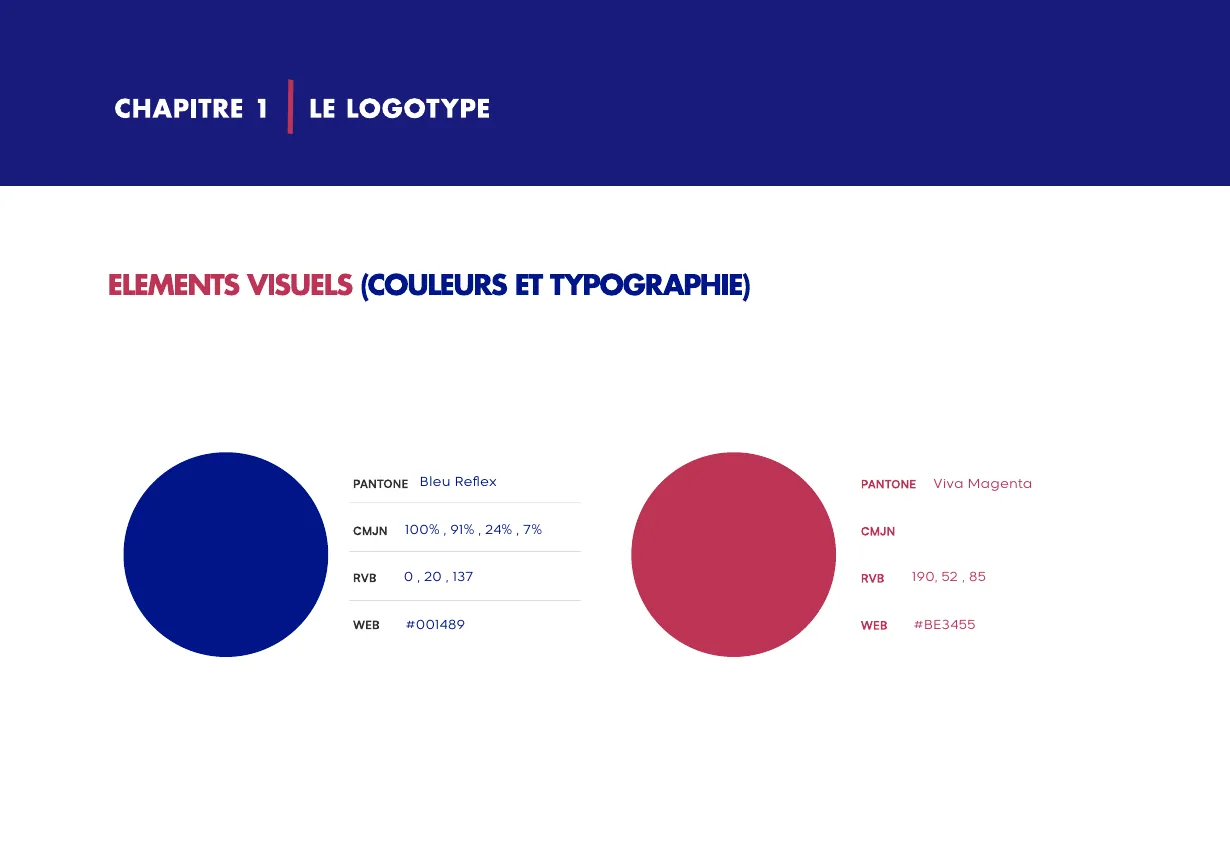 CHAPITRE 1 LE LOGOTYPE
ELEMENTS VISUELS (COULEURS ET TYPOGRAPHIE)
PANTONE Bleu Reflex
CMJN 100% , 91% , 24% , 7%
RVB 0 , 20 , 137
WEB #001489
PANTONE Viva Magenta
CMJN
RVB 190, 52 , 85
WEB #BE3455